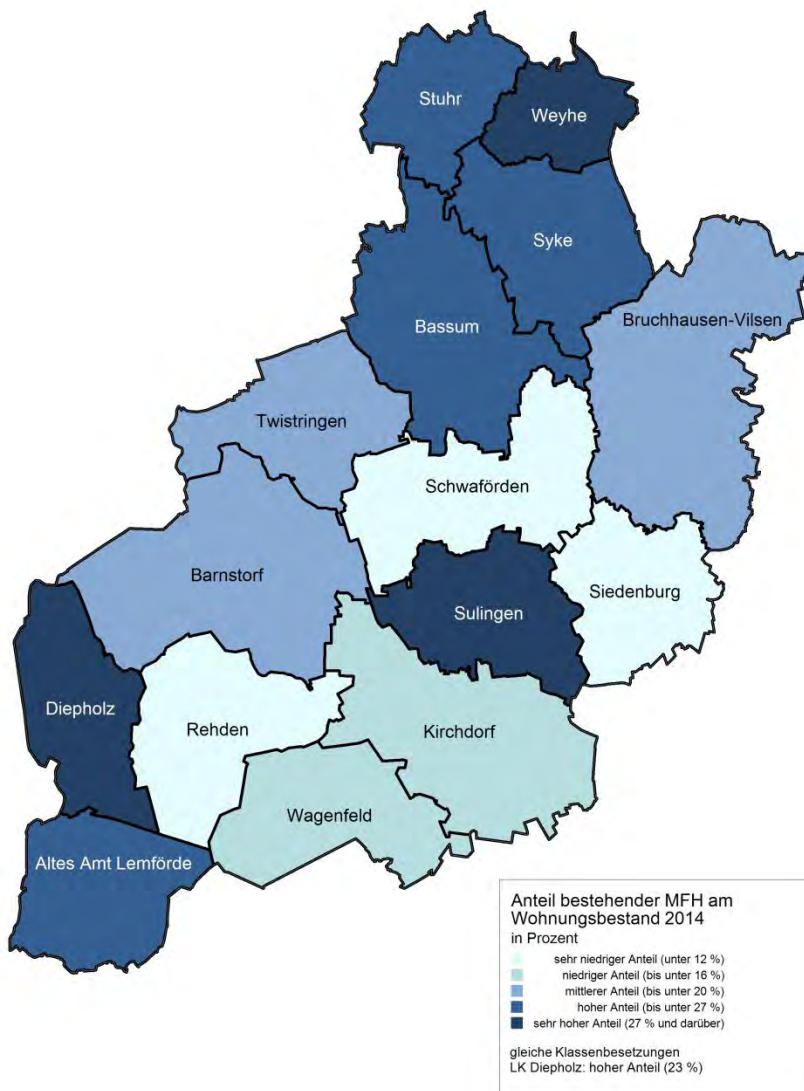 Stuhr
Weyhe
Syke
Bassum
Bruchhausen-Vilsen
Twistringen
Schwaförden
Barnstorf
Siedenburg
Sulingen
Diepholz
Rehden
Kirchdorf
Wagenfeld
Altes Amt Lemförde
Anteil bestehender MFH am
Wohnungsbestand 2014
in Prozent
sehr niedriger Anteil (unter 12 %)
niedriger Anteil (bis unter 16 %)
mittlerer Anteil (bis unter 20 %)
hoher Anteil (bis unter 27 %)
sehr hoher Anteil (27 % und darüber)
gleiche Klassenbesetzungen
LK Diepholz: hoher Anteil (23 %)